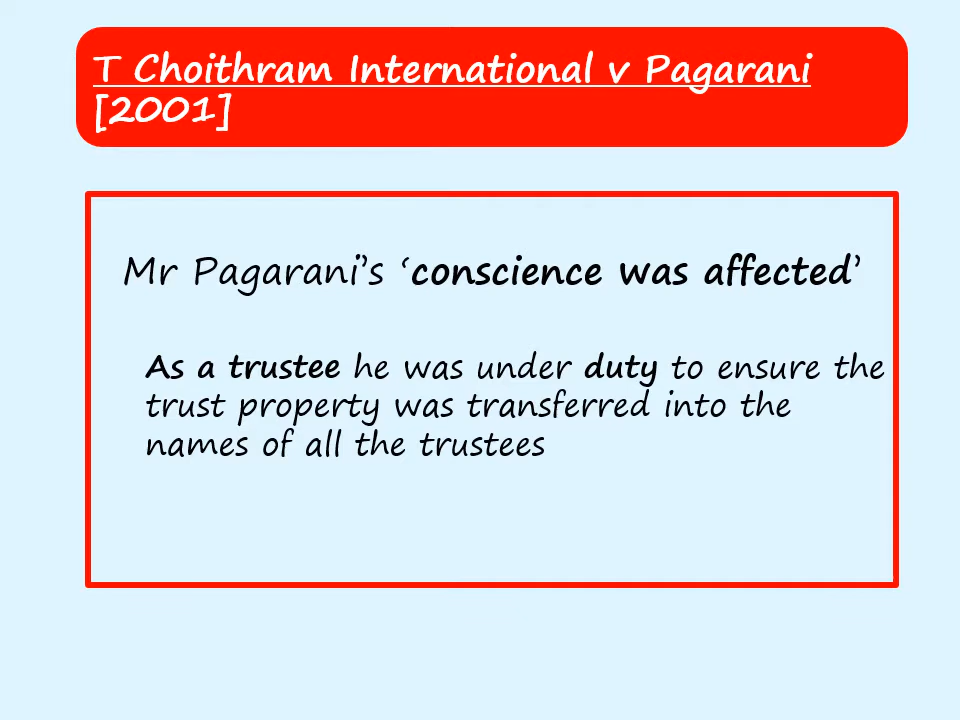 T Choithram International v Pagarani
[2001]
Mr Pagarani’s ‘conscience was affected’
As a trustee he was under duty to ensure the
trust property was transferred into the
names of all the trustees